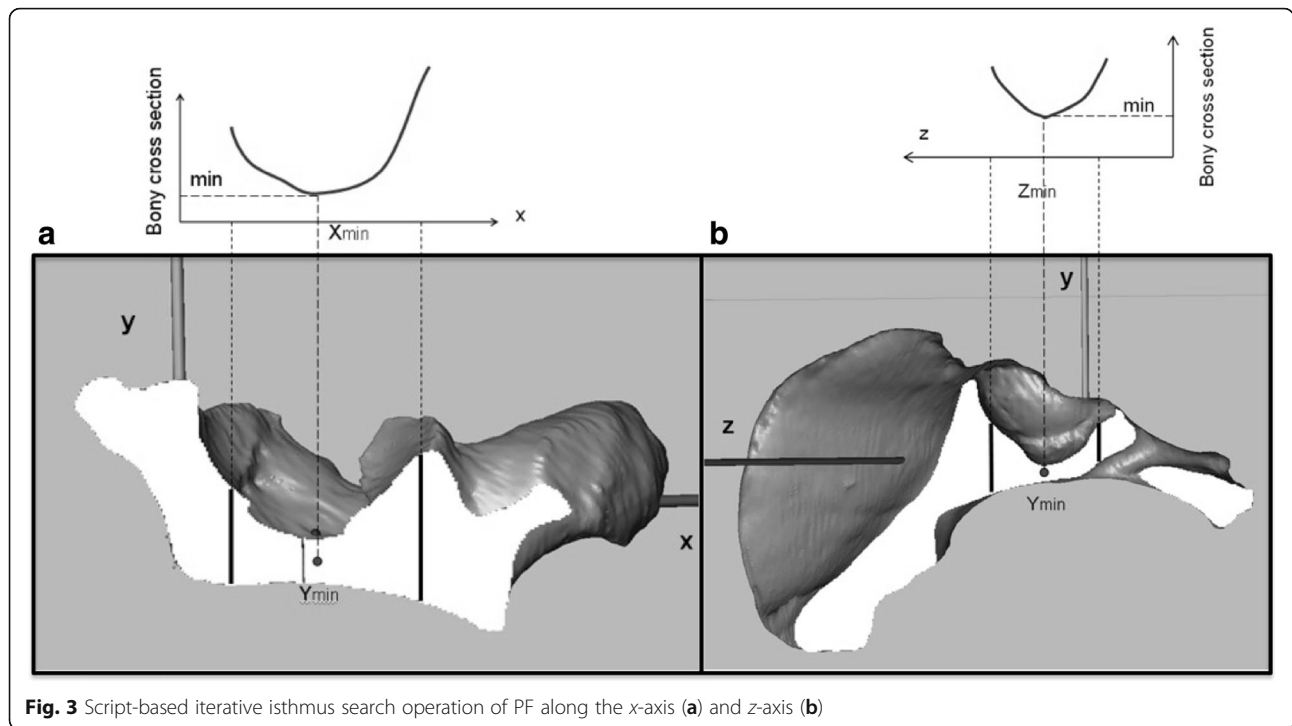 Bony cross section
min
x
Xmin
z
min
Zmin
Bony cross section
a
b
y
x
Ymin
y
z
Ymin
Fig. 3 Script-based iterative isthmus search operation of PF along the x-axis (a) and z-axis (b)